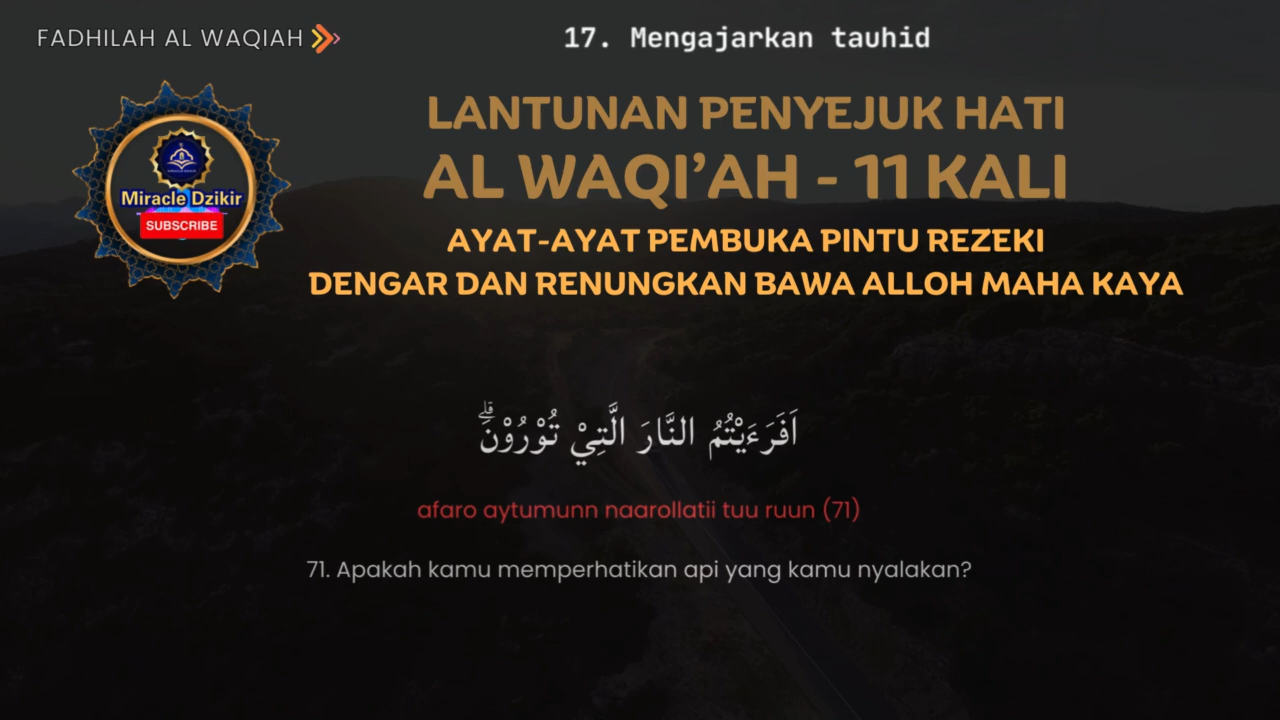 FADHILAH AL WAQIAH
17. Mengajarkan tauhid
LANTUNAN PENYEJUK HATI
AL WAQI’AH - 11 KALI
AYAT-AYAT PEMBUKA PINTU REZEKI
DENGAR DAN RENUNGKAN BAWA ALLOH MAHA KAYA
Miracle Dzikir
SUBSCRIBE
اَفَرَءَيْتُمُ النَّارَ الَّتِيْ تُوْرُوْنَۗ
afaro aytumunn naarollatii tuu ruun (71)
71. Apakah kamu memperhatikan api yang kamu nyalakan?